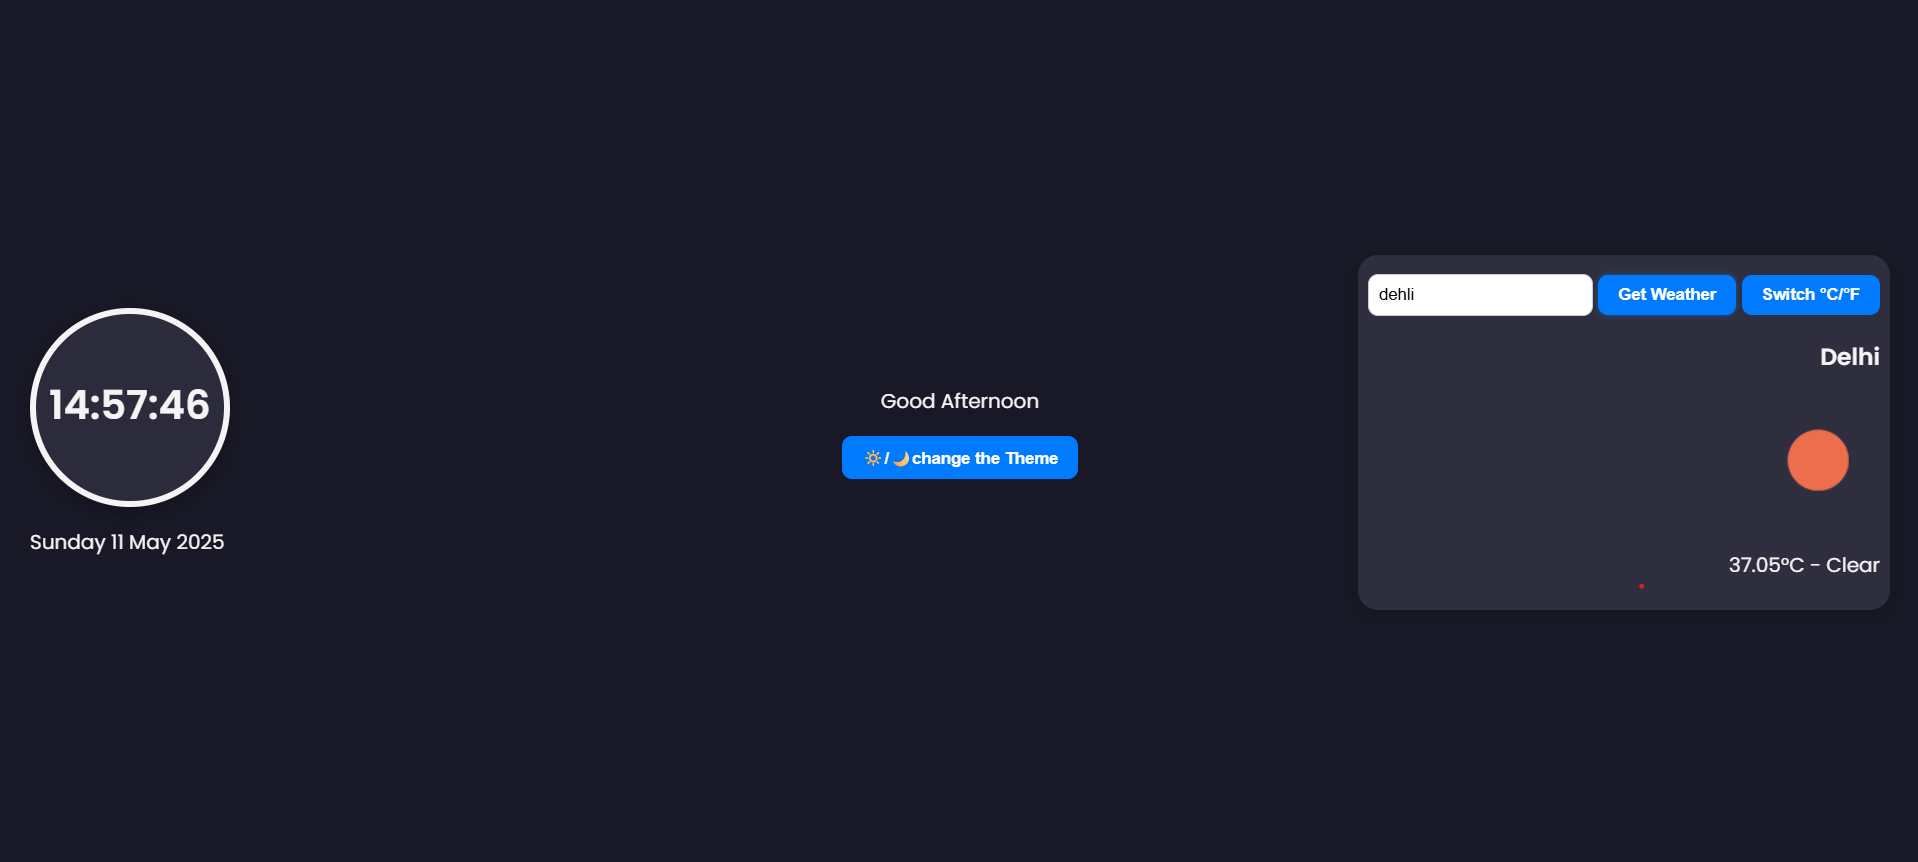 14:57:46
Sunday 11 May 2025
Good Afternoon
🔆/🌙change the Theme
dehli
Get Weather
Switch °C/°F
Delhi
37.05°C - Clear